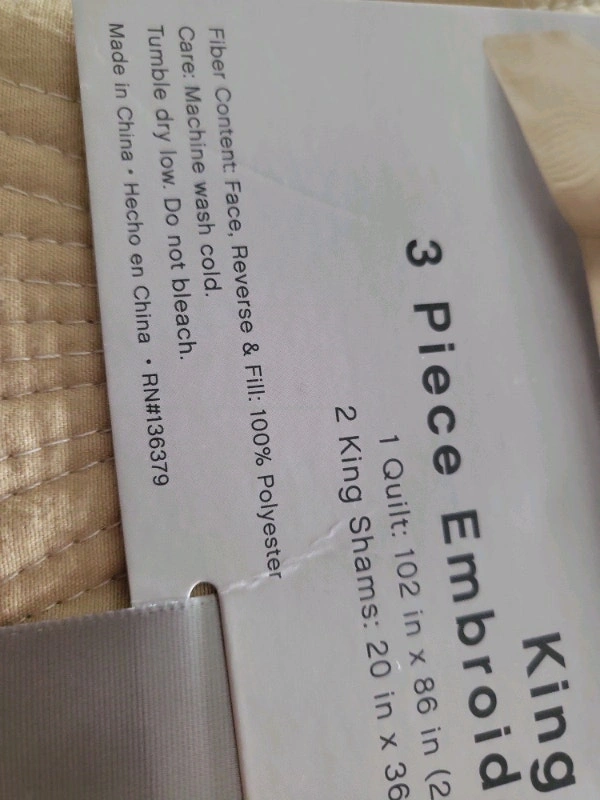 King
3 Piece Embroid
1 Quilt: 102 in x 86 in (2
2 King Shams: 20 in x 36
Fiber Content: Face, Reverse & Fill: 100% Polyester
Care: Machine wash cold.
Tumble dry low. Do not bleach.
Made in China • Hecho en China • RN#136379